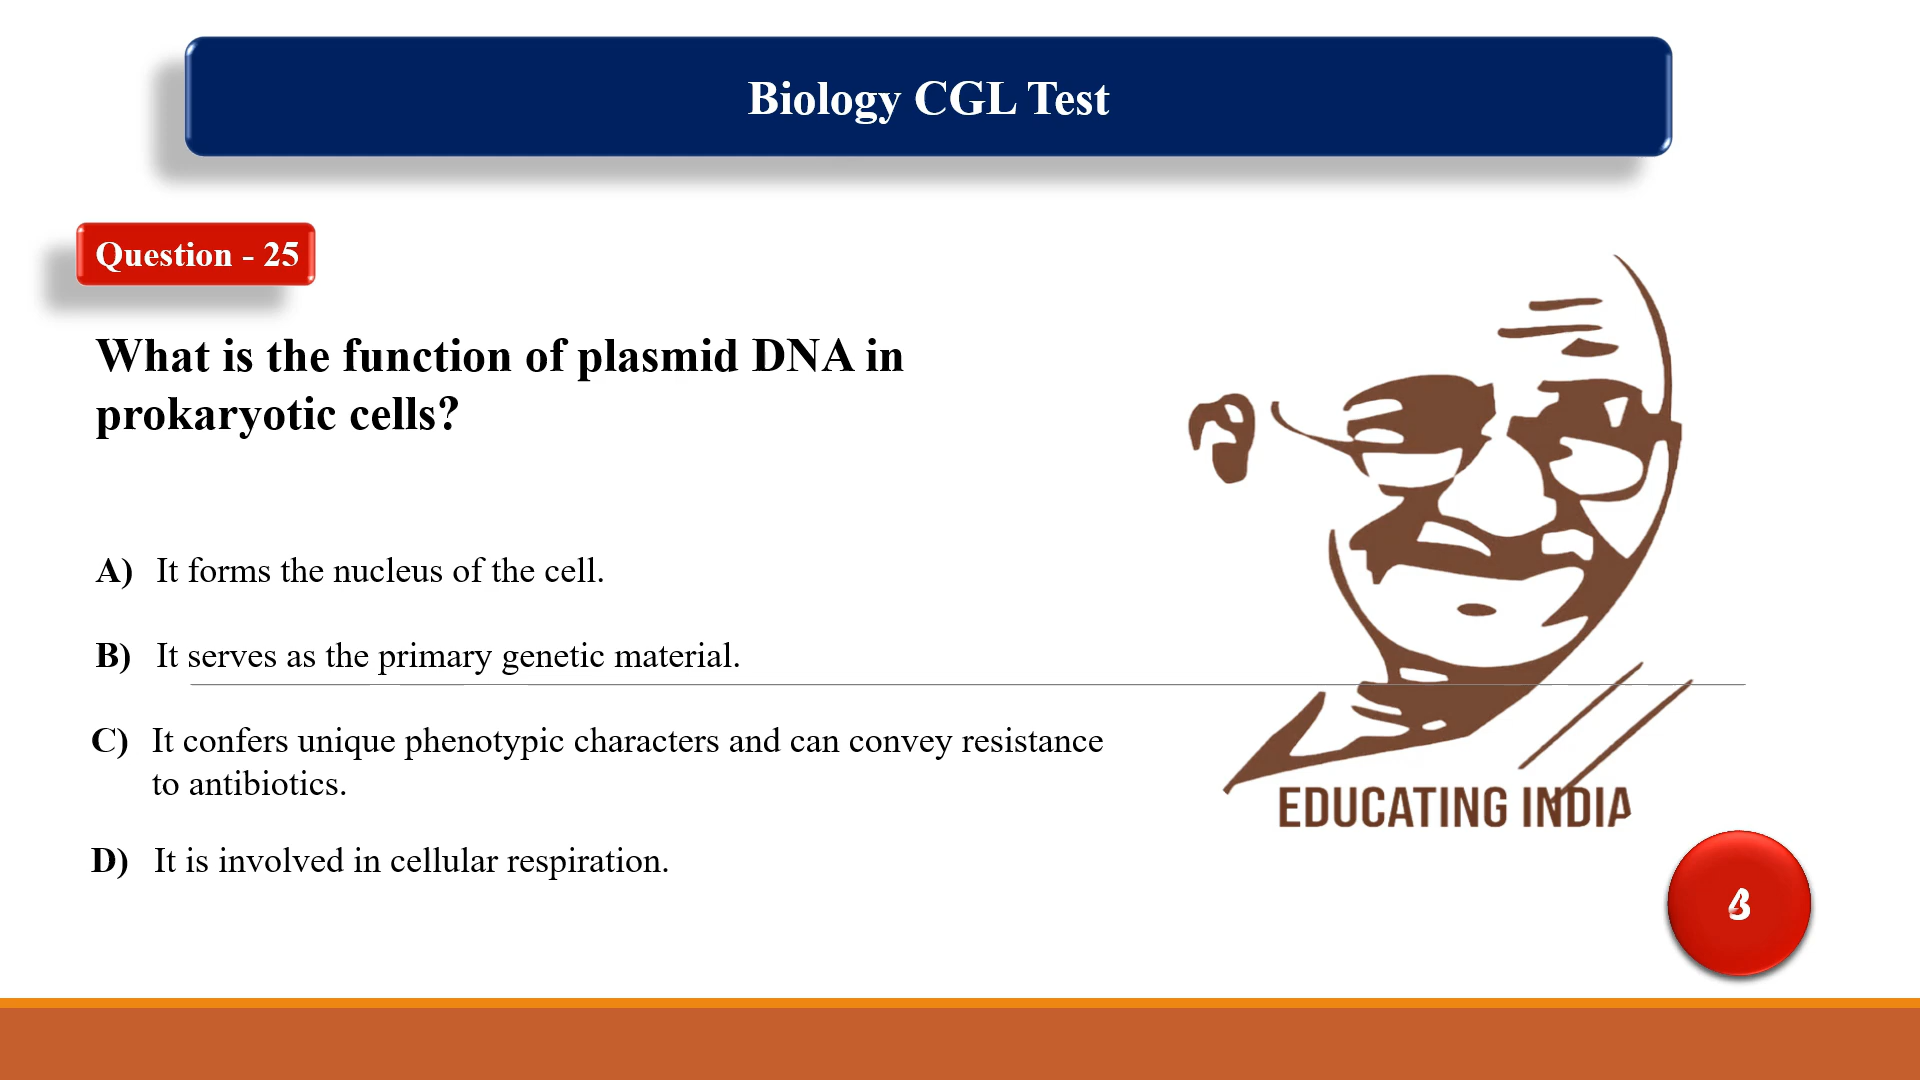 Biology CGL Test
Question - 25
What is the function of plasmid DNA in
prokaryotic cells?
A) It forms the nucleus of the cell.
B) It serves as the primary genetic material.
C) It confers unique phenotypic characters and can convey resistance
to antibiotics.
D) It is involved in cellular respiration.
EDUCATING INDIA